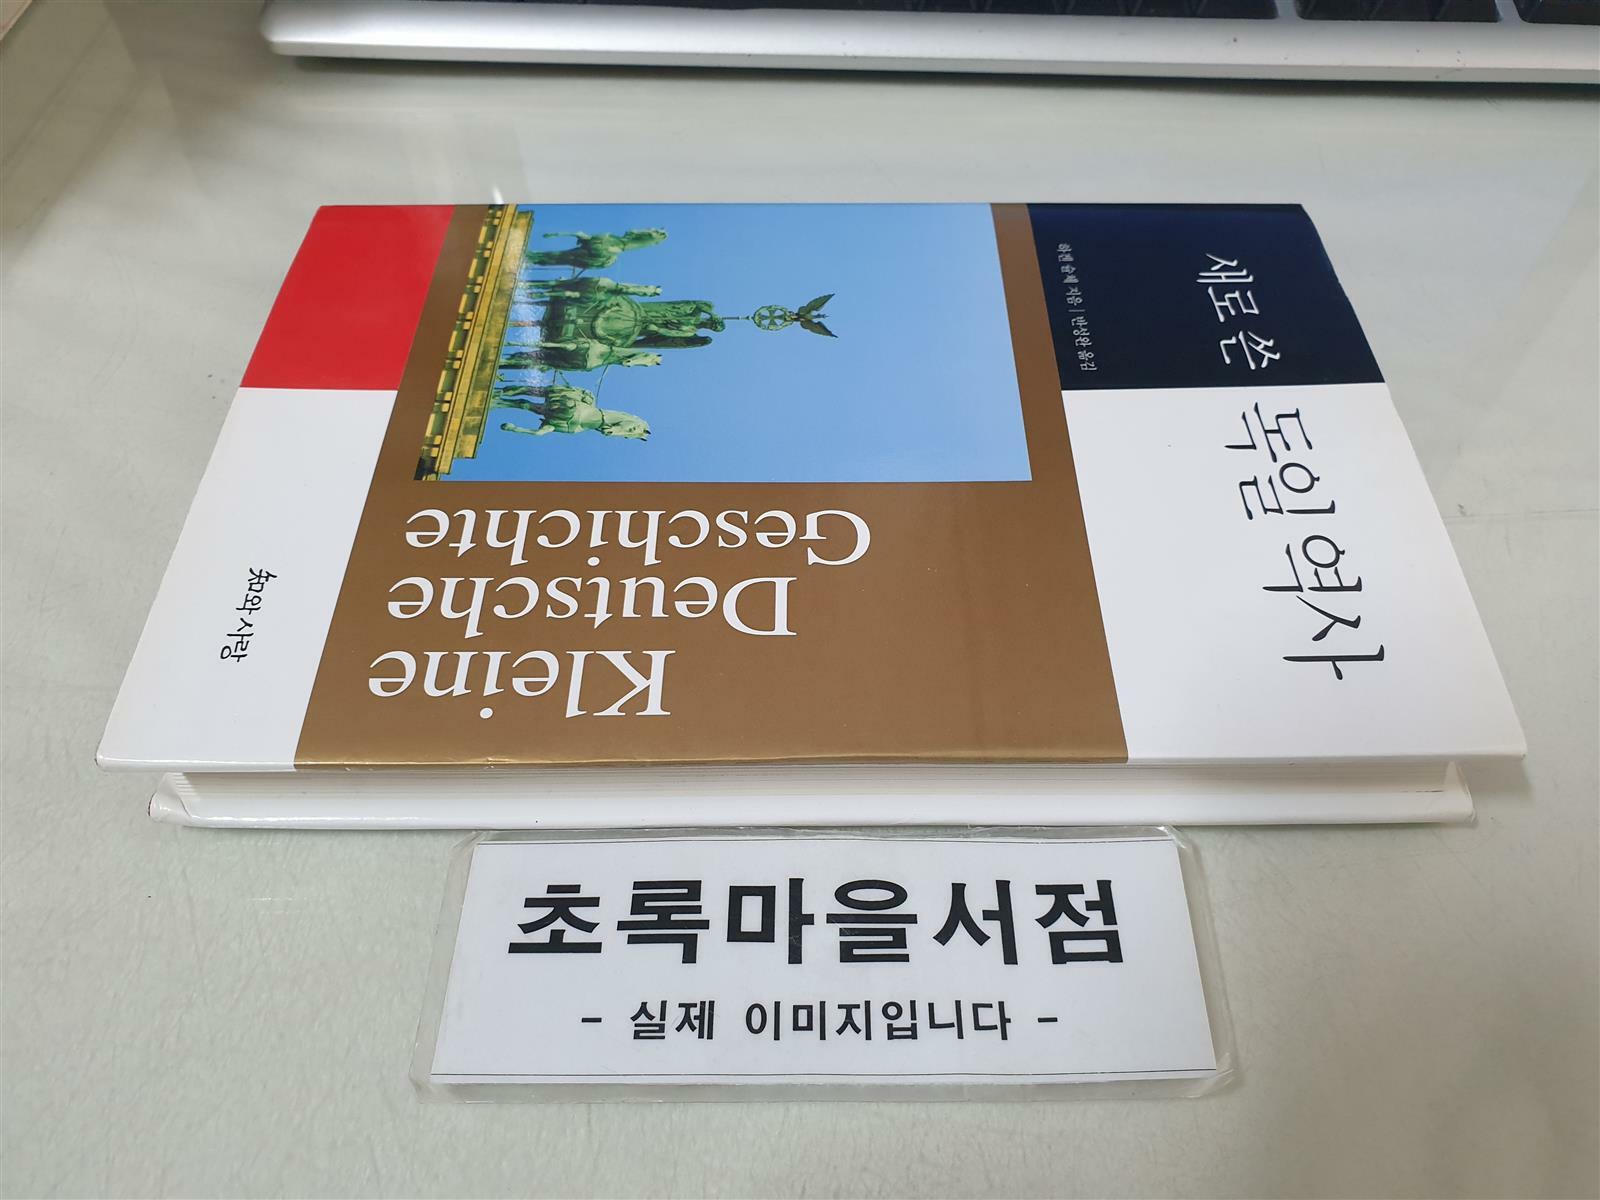 새로 쓴 독일 역사
하겐 슐체 지음 | 반성완 옮김
Kleine
Deutsche
Geschichte
知와 사랑
초록마을서점
- 실제 이미지입니다 -